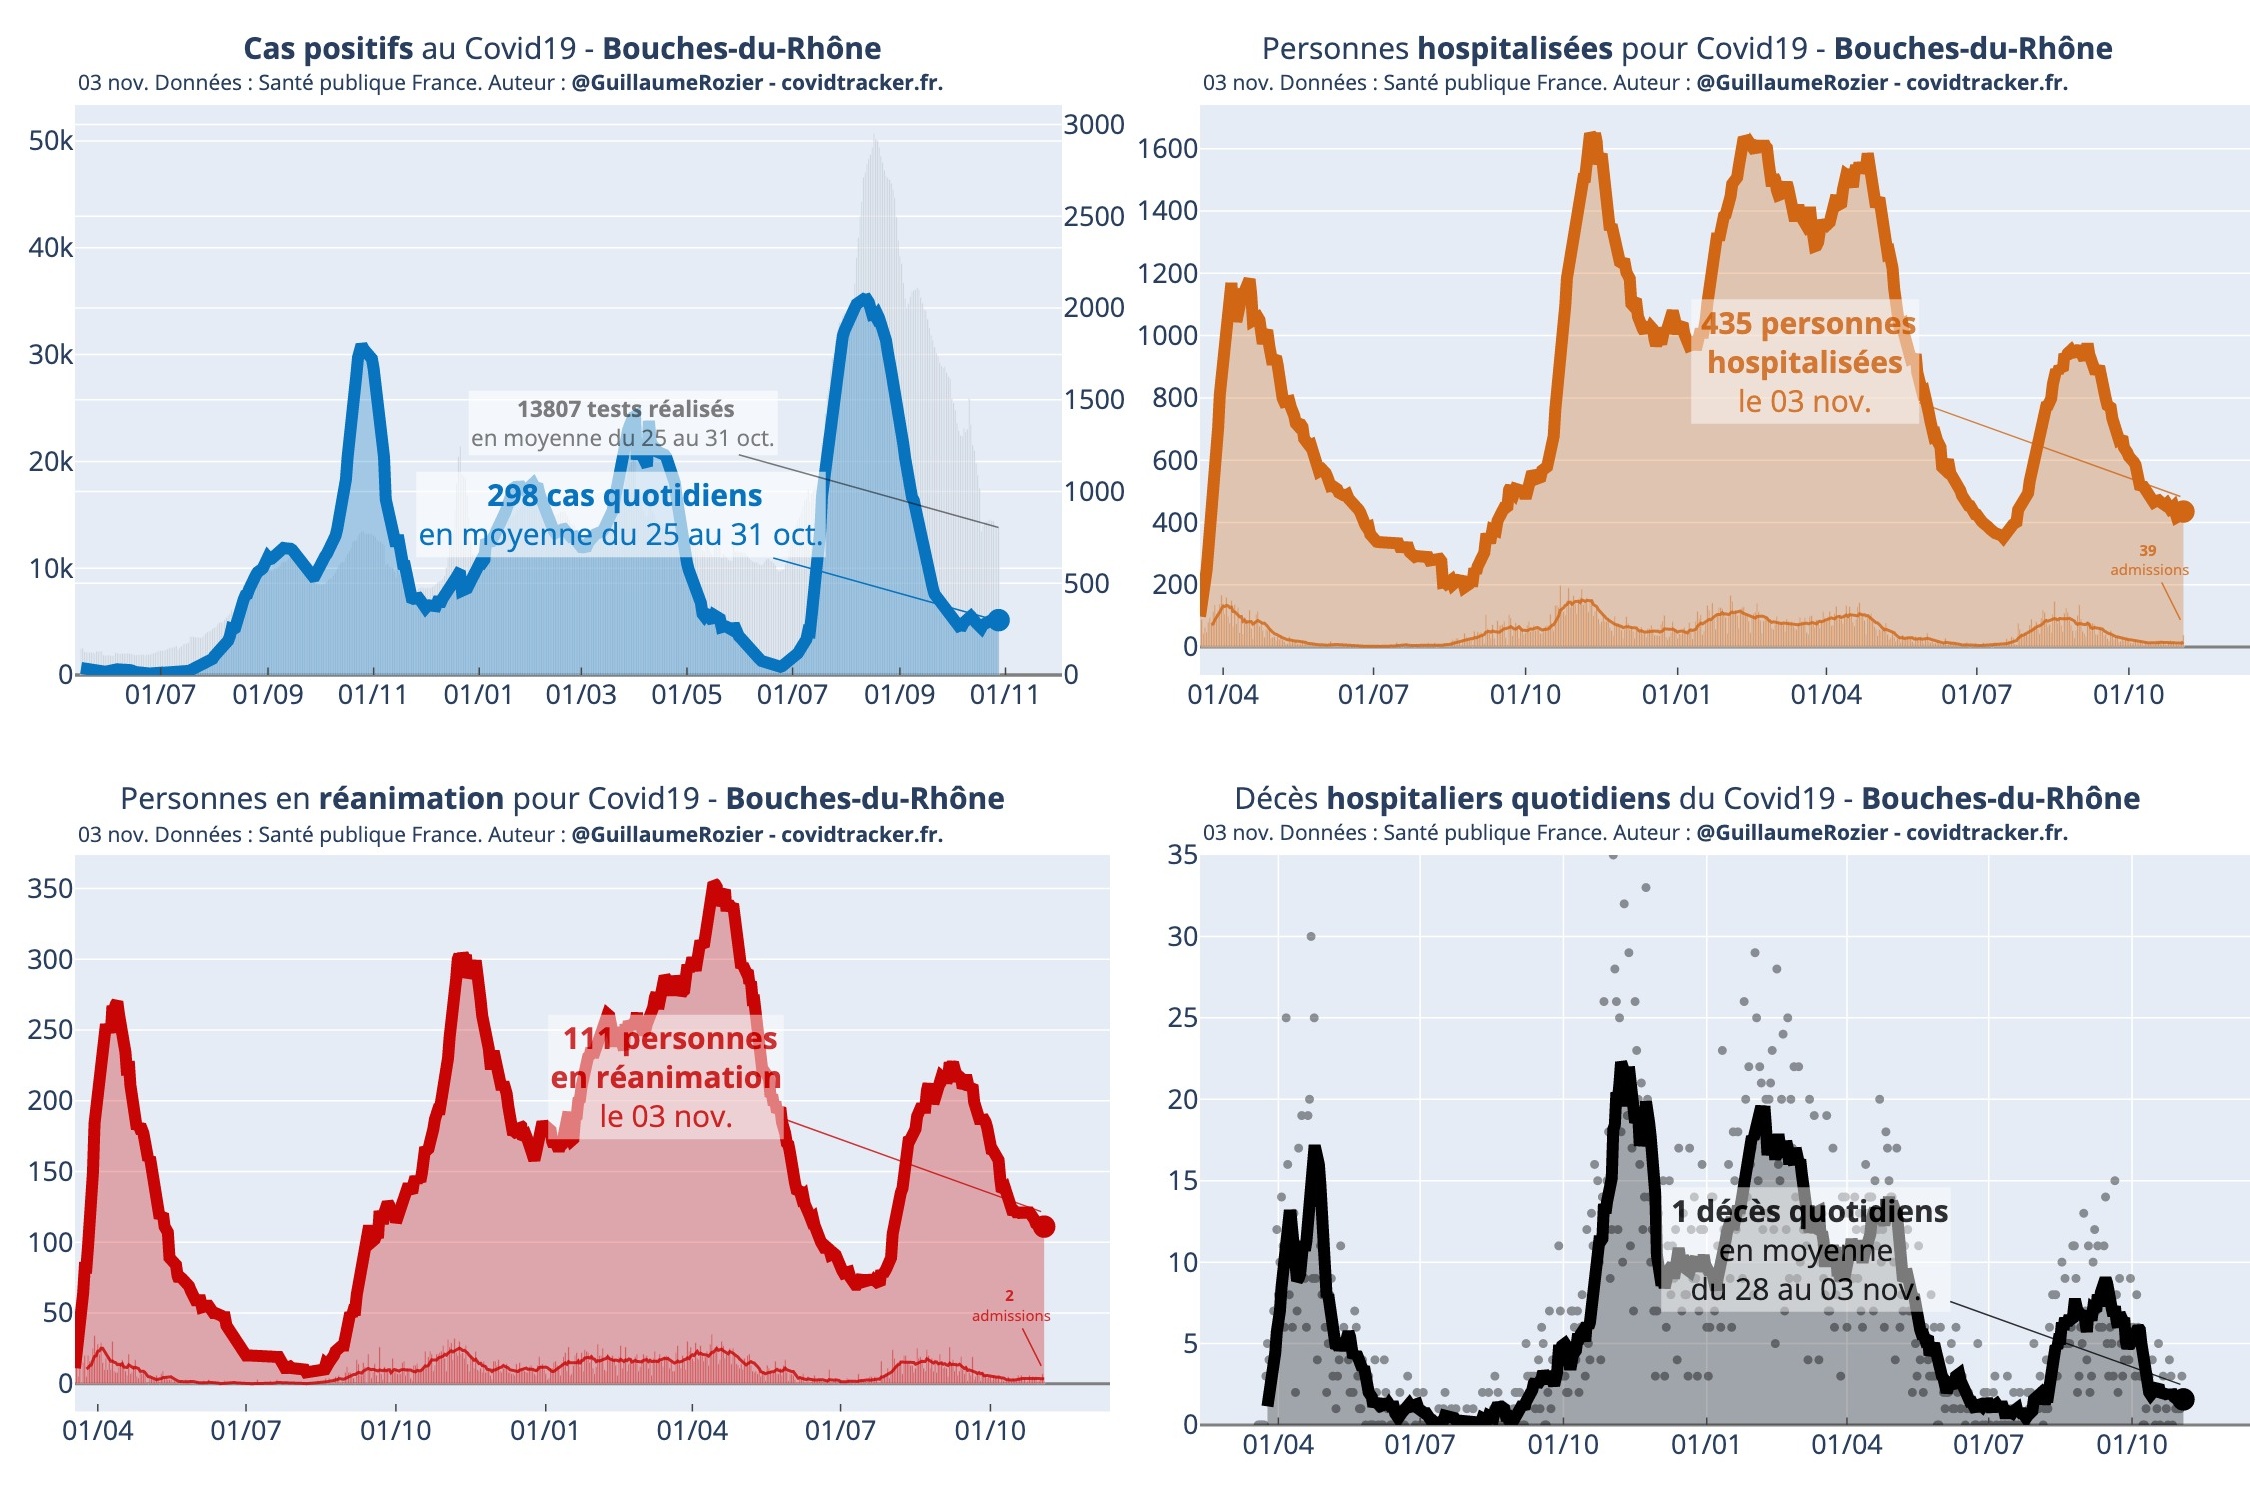 Cas positifs au Covid19 - Bouches-du-Rhône
03 nov. Données : Santé publique France. Auteur : @GuillaumeRozier - covidtracker.fr.
50k
40k
30k
20k
10k
0
3000
2500
2000
1500
1000
500
0
13807 tests réalisés
en moyenne du 25 au 31 oct.
298 cas quotidiens
en moyenne du 25 au 31 oct.
01/07 01/09 01/11 01/01 01/03 01/05 01/07 01/09 01/11
Personnes hospitalisées pour Covid19 - Bouches-du-Rhône
03 nov. Données : Santé publique France. Auteur : @GuillaumeRozier - covidtracker.fr.
1600
1400
1200
1000
800
600
400
200
0
435 personnes
hospitalisées
le 03 nov.
39
admissions
01/04 01/07 01/10 01/01 01/04 01/07 01/10
Personnes en réanimation pour Covid19 - Bouches-du-Rhône
03 nov. Données : Santé publique France. Auteur : @GuillaumeRozier - covidtracker.fr.
350
300
250
200
150
100
50
0
111 personnes
en réanimation
le 03 nov.
2
admissions
01/04 01/07 01/10 01/01 01/04 01/07 01/10
Décès hospitaliers quotidiens du Covid19 - Bouches-du-Rhône
03 nov. Données : Santé publique France. Auteur : @GuillaumeRozier - covidtracker.fr.
35
30
25
20
15
10
5
0
1 décès quotidiens
en moyenne
du 28 au 03 nov.
01/04 01/07 01/10 01/01 01/04 01/07 01/10